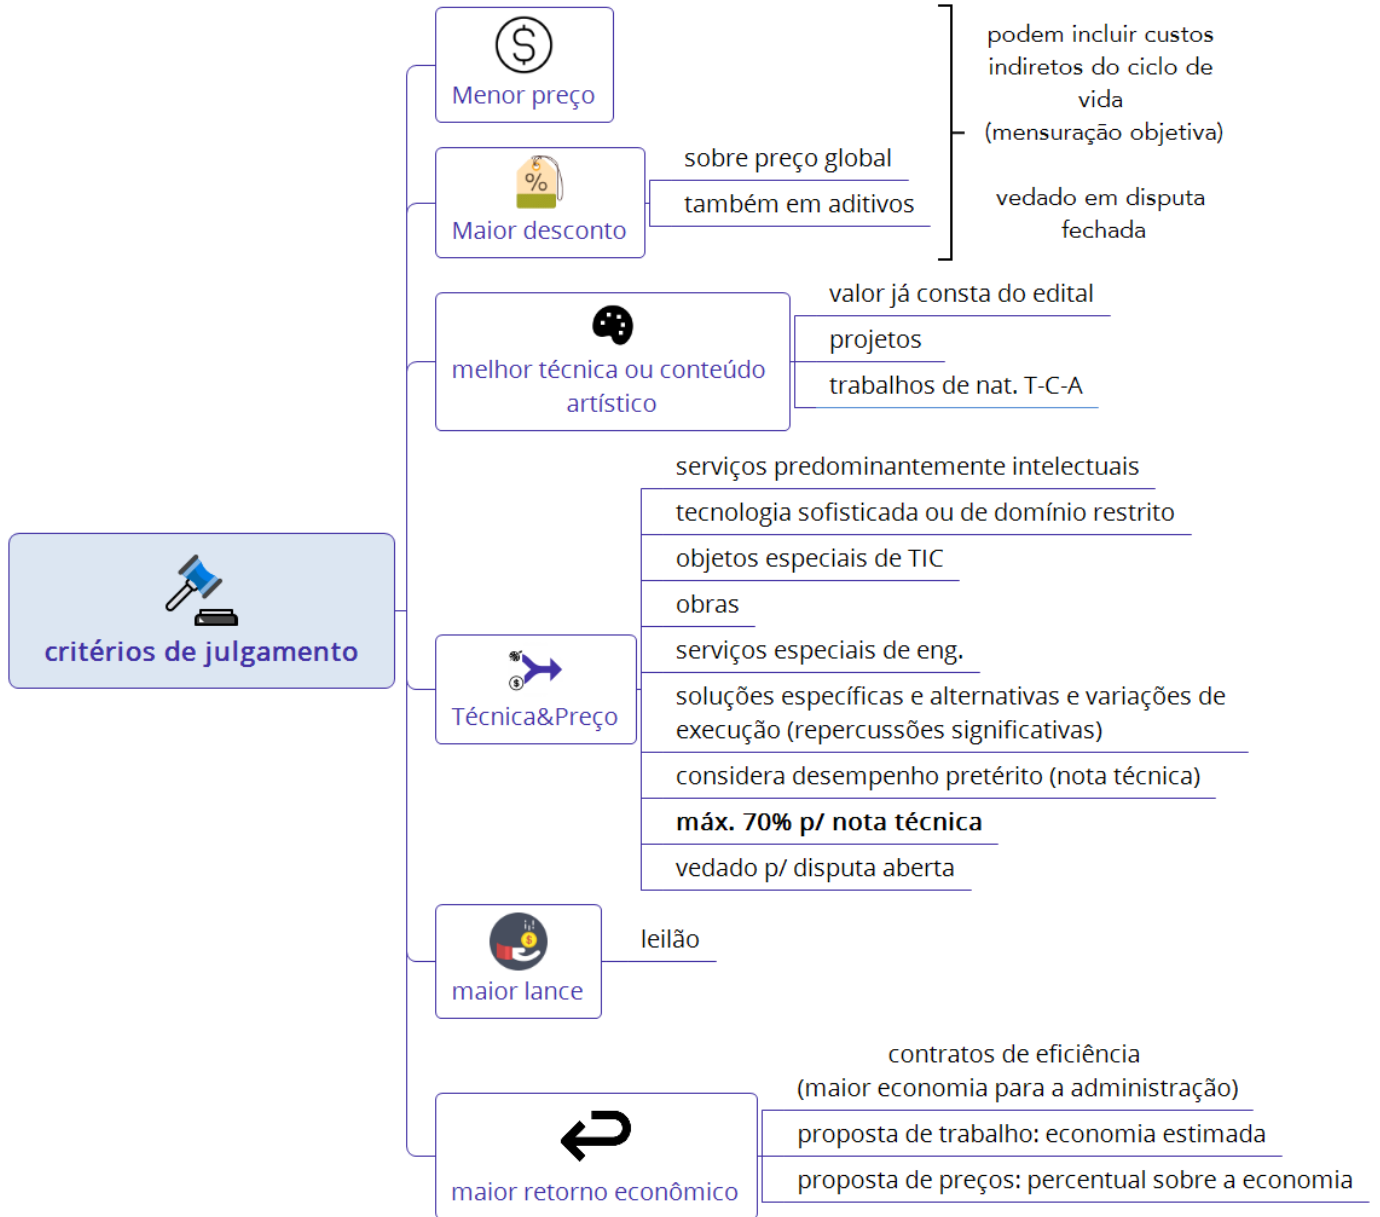 $
Menor preço
podem incluir custos
indiretos do ciclo de
vida
(mensuração objetiva)
vedado em disputa
fechada
%
Maior desconto
sobre preço global
também em aditivos
melhor técnica ou conteúdo
artístico
valor já consta do edital
projetos
trabalhos de nat. T-C-A
critérios de julgamento
$
Técnica&Preço
serviços predominantemente intelectuais
tecnologia sofisticada ou de domínio restrito
objetos especiais de TIC
obras
serviços especiais de eng.
soluções específicas e alternativas e variações de
execução (repercussões significativas)
considera desempenho pretérito (nota técnica)
máx. 70% p/ nota técnica
vedado p/ disputa aberta
$
maior lance
leilão
maior retorno econômico
contratos de eficiência
(maior economia para a administração)
proposta de trabalho: economia estimada
proposta de preços: percentual sobre a economia